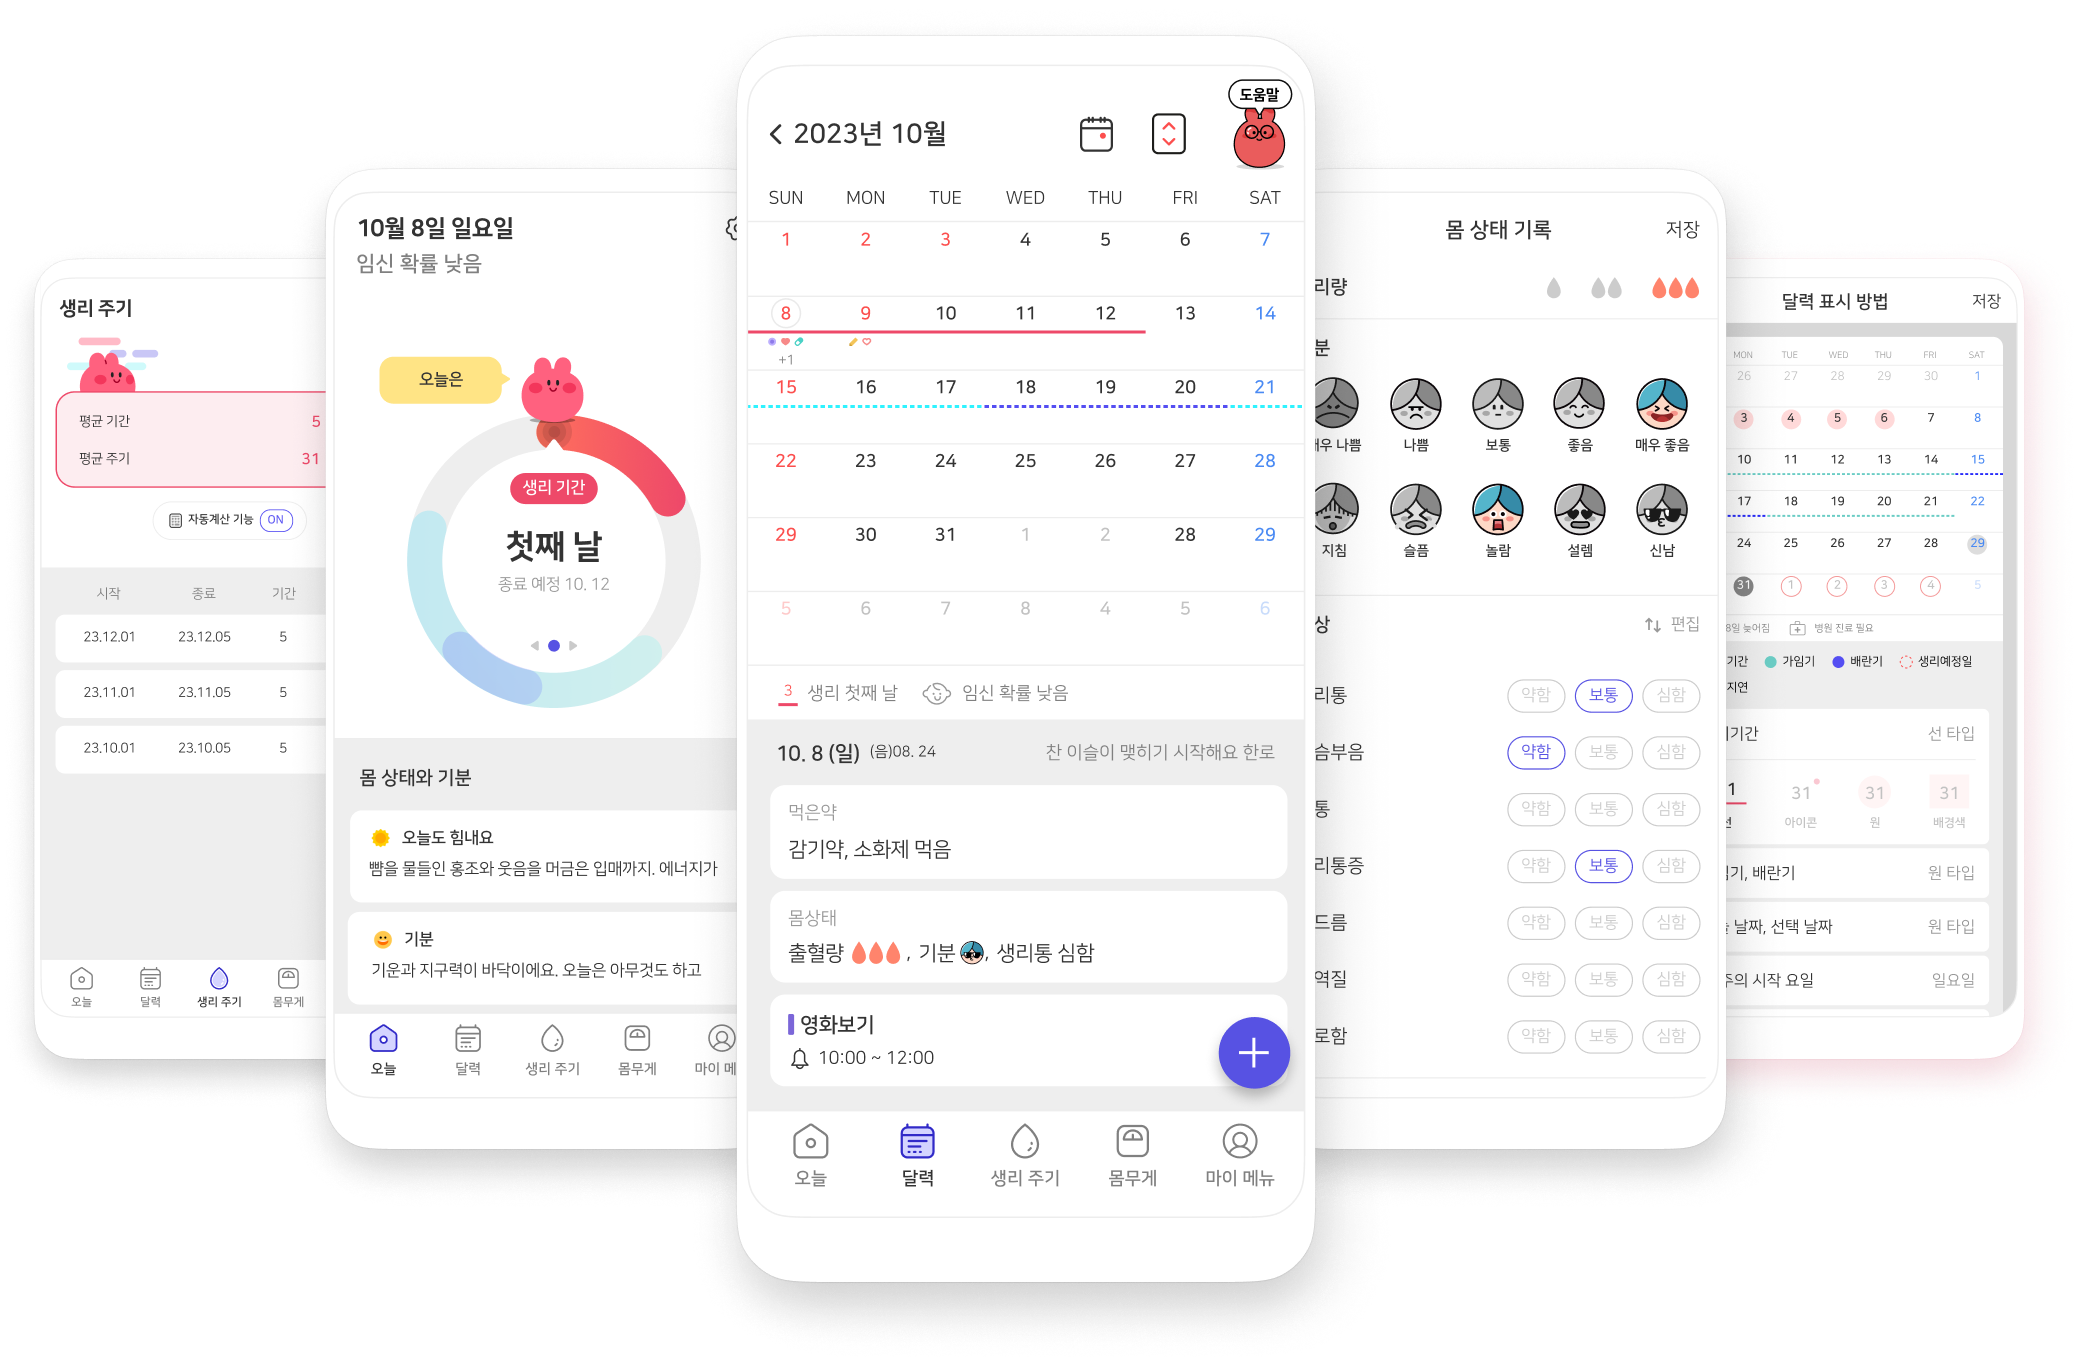 생리 주기
평균 기간 5
평균 주기 31
자동계산 기능 ON
시작 종료 기간
23.12.01 23.12.05 5
23.11.01 23.11.05 5
23.10.01 23.10.05 5
오늘 달력 생리 주기 몸무게
10월 8일 일요일
임신 확률 낮음
오늘은
생리 기간
첫째 날
종료 예정 10. 12
몸 상태와 기분
오늘도 힘내요
뺨을 물들인 홍조와 웃음을 머금은 입매까지. 에너지가
기분
기운과 지구력이 바닥이에요. 오늘은 아무것도 하고
오늘 달력 생리 주기 몸무게 마이 메
도움말
2023년 10월
SUN MON TUE WED THU FRI SAT
1 2 3 4 5 6 7
8 9 10 11 12 13 14
+1
15 16 17 18 19 20 21
22 23 24 25 26 27 28
29 30 31 1 2 28 29
5 6 7 8 4 5 6
3 생리 첫째 날 임신 확률 낮음
10. 8 (일) (음)08. 24 찬 이슬이 맺히기 시작해요 한로
먹은약
감기약, 소화제 먹음
몸상태
출혈량 , 기분 , 생리통 심함
영화보기
10:00 ~ 12:00
오늘 달력 생리 주기 몸무게 마이 메뉴
몸 상태 기록 저장
리량
분
우 나쁨 나쁨 보통 좋음 매우 좋음
지침 슬픔 놀람 설렘 신남
상 편집
리통 약함 보통 심함
슴부음 약함 보통 심함
통 약함 보통 심함
리통증 약함 보통 심함
드름 약함 보통 심함
역질 약함 보통 심함
로함 약함 보통 심함
달력 표시 방법 저장
MON TUE WED THU FRI SAT
26 27 28 29 30 1
3 4 5 6 7 8
10 11 12 13 14 15
17 18 19 20 21 22
24 25 26 27 28 29
31 1 2 3 4 5
8일 늦어짐 병원 진료 필요
기간 가임기 배란기 생리예정일
지연
기간 선 타입
1 31 31 31
선 아이콘 원 배경색
기, 배란기 원 타입
날짜, 선택 날짜 원 타입
주의 시작 요일 일요일